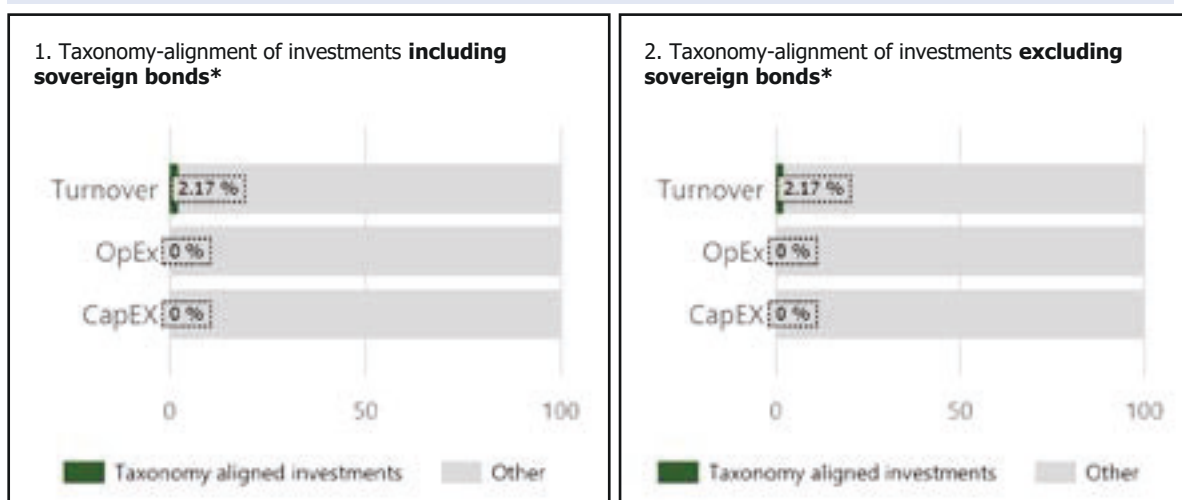 1. Taxonomy-alignment of investments including
sovereign bonds*
Turnover 2.17 %
OpEx 0 %
CapEX 0 %
0 50 100
Taxonomy aligned investments Other
2. Taxonomy-alignment of investments excluding
sovereign bonds*
Turnover 2.17 %
OpEx 0 %
CapEX 0 %
0 50 100
Taxonomy aligned investments Other